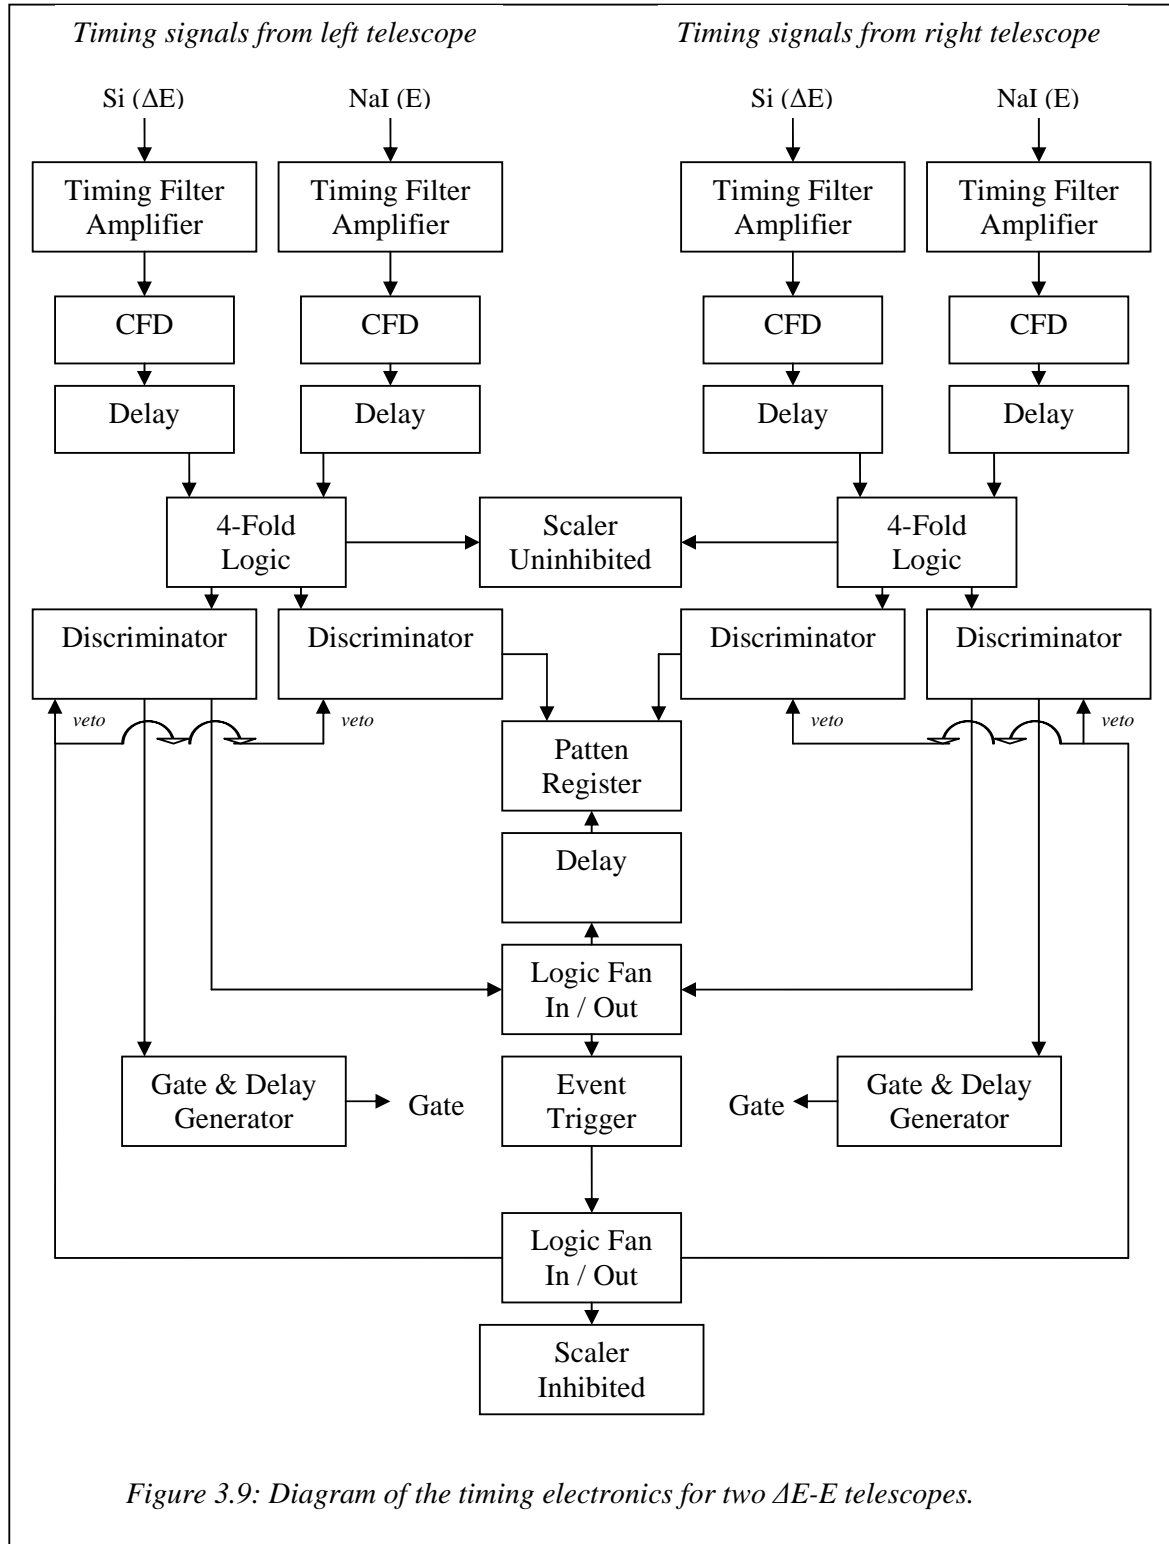 Timing signals from left telescope
Timing signals from right telescope
Si (ΔE)
NaI (E)
Si (ΔE)
NaI (E)
Timing Filter
Amplifier
Timing Filter
Amplifier
Timing Filter
Amplifier
Timing Filter
Amplifier
CFD
CFD
CFD
CFD
Delay
Delay
Delay
Delay
4-Fold
Logic
Scaler
Uninhibited
4-Fold
Logic
Discriminator
Discriminator
Discriminator
Discriminator
veto
veto
veto
veto
Patten
Register
Delay
Logic Fan
In / Out
Gate & Delay
Generator
Gate
Event
Trigger
Gate
Gate & Delay
Generator
Logic Fan
In / Out
Scaler
Inhibited
Figure 3.9: Diagram of the timing electronics for two ΔE-E telescopes.